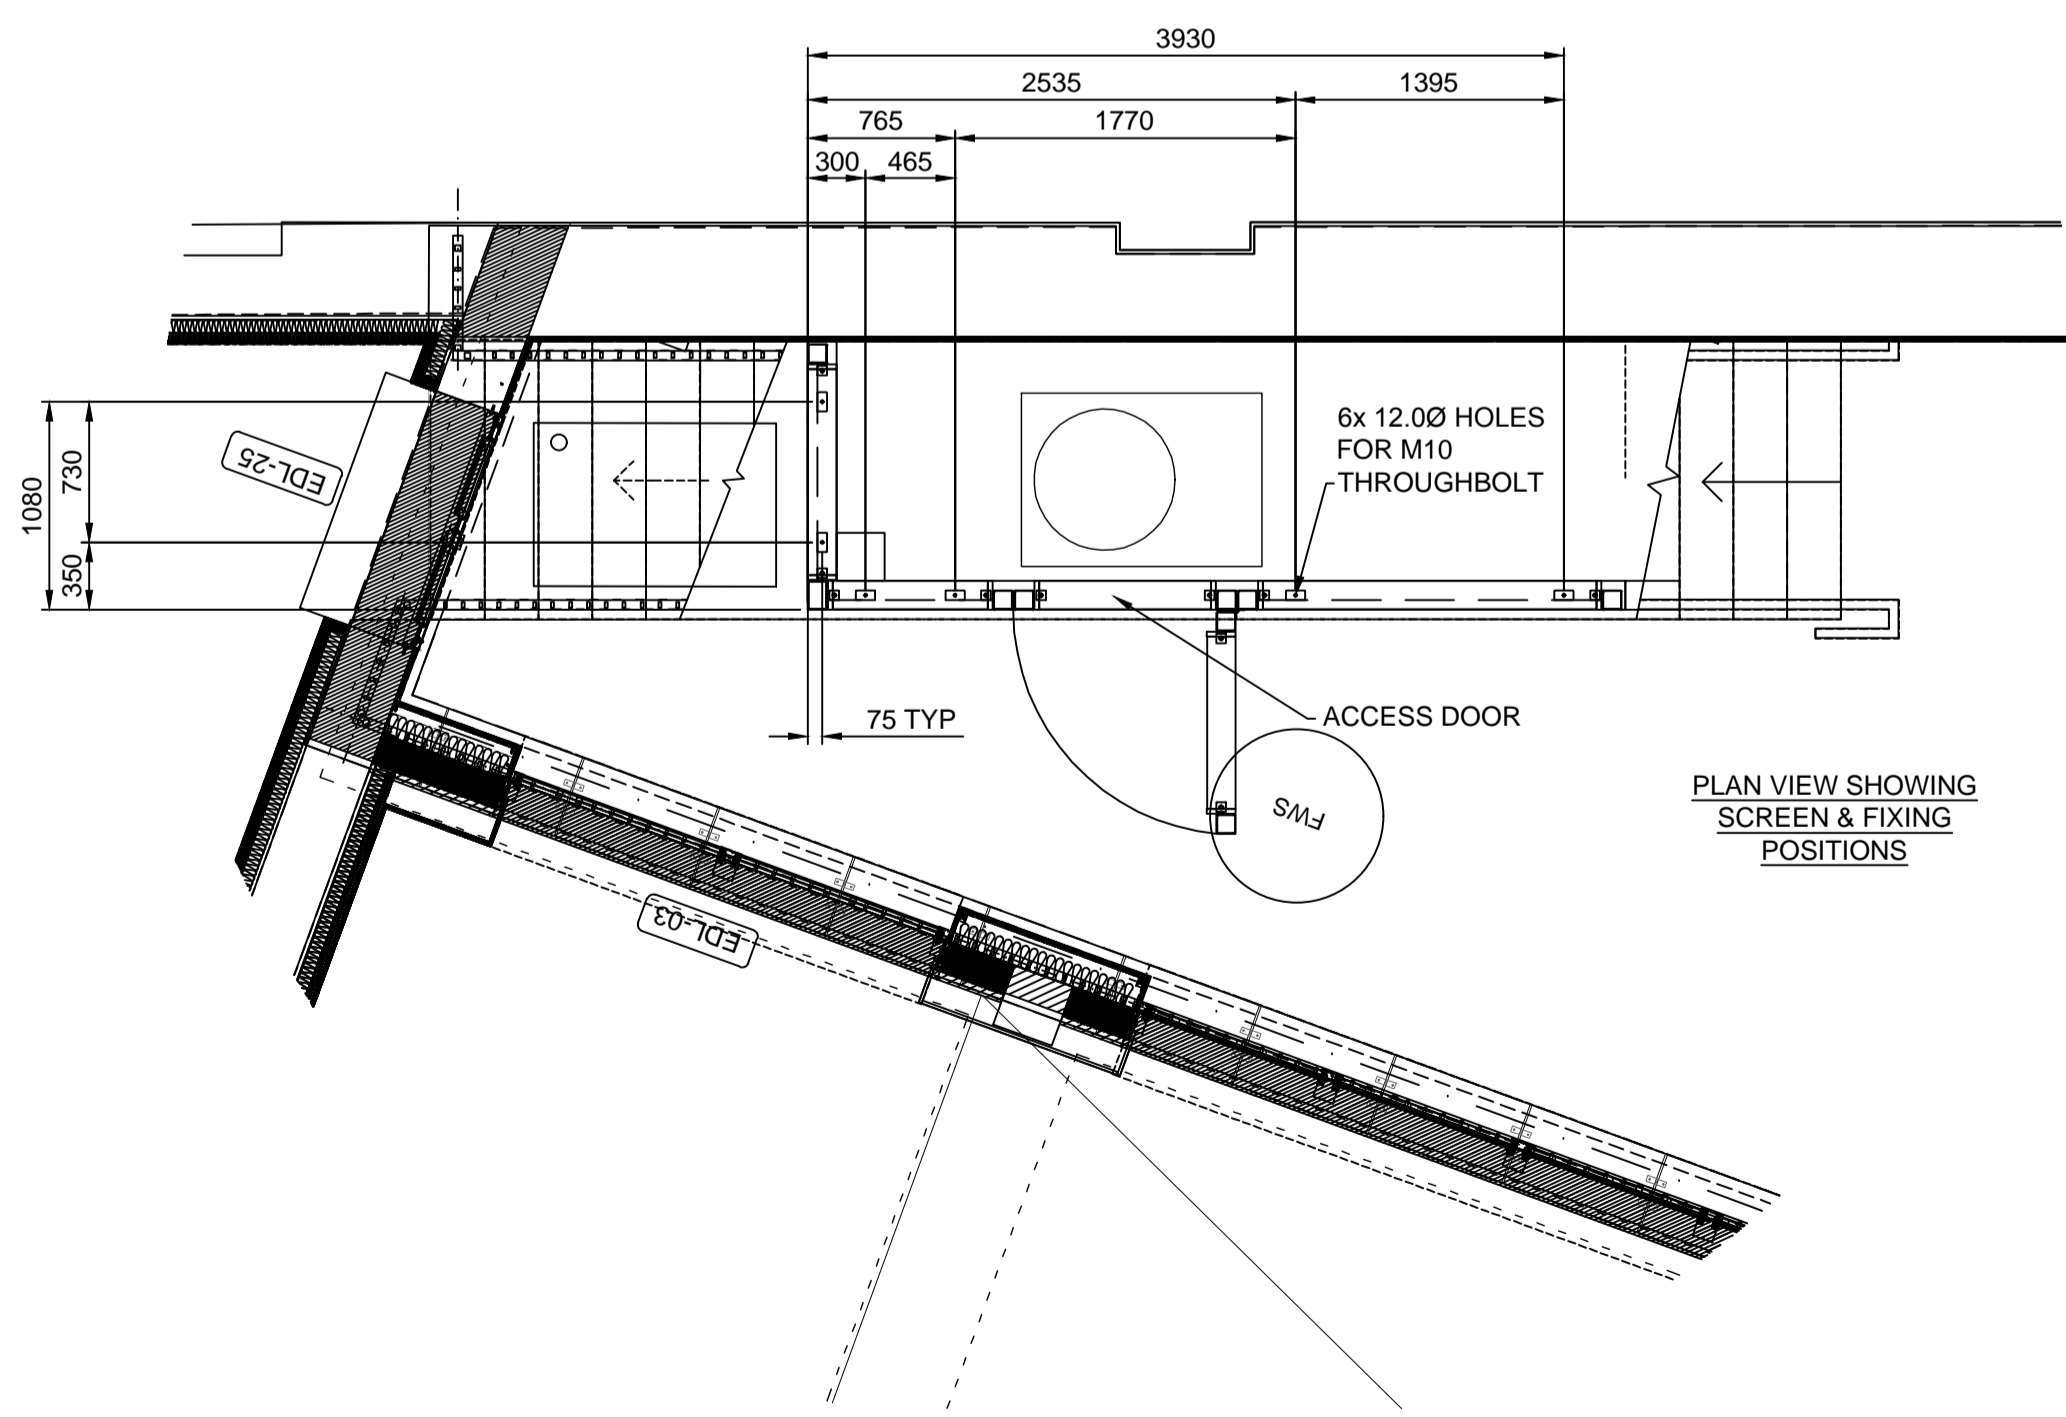 3930
2535
1395
765
1770
300
465
6x 12.0Ø HOLES
FOR M10
THROUGHBOLT
EDL-25
1080
730
350
75 TYP
ACCESS DOOR
FWS
PLAN VIEW SHOWING
SCREEN & FIXING
POSITIONS
EDL-03